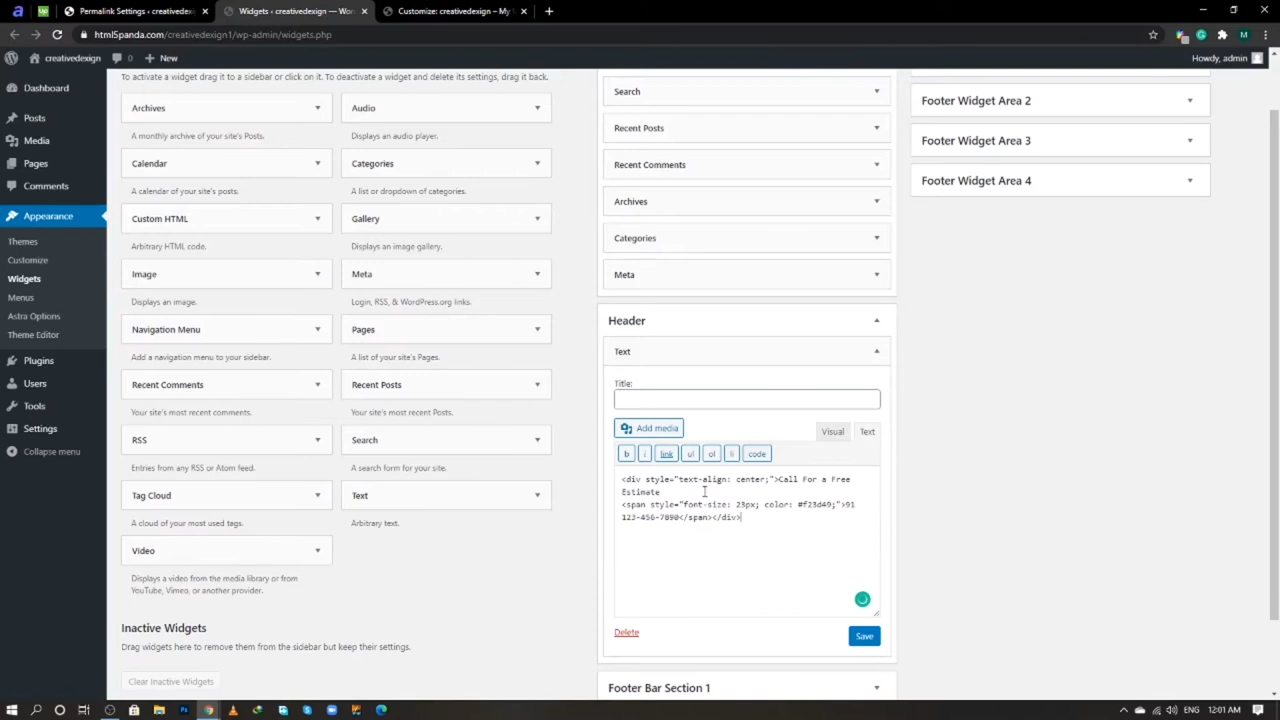 Permalink Settings ‹ creativedex
Widgets ‹ creativedexign — Wor
Customize: creativedexign – My W
html5panda.com/creativedexign1/wp-admin/widgets.php
creativedexign
0
New
Howdy, admin
Dashboard
Posts
Media
Pages
Comments
Appearance
Themes
Customize
Widgets
Menus
Astra Options
Theme Editor
Plugins
Users
Tools
Settings
Collapse menu
To activate a widget drag it to a sidebar or click on it. To deactivate a widget and delete its settings, drag it back.
Archives
A monthly archive of your site's Posts.
Audio
Displays an audio player.
Calendar
A calendar of your site's posts.
Categories
A list or dropdown of categories.
Custom HTML
Arbitrary HTML code.
Gallery
Displays an image gallery.
Image
Displays an image.
Meta
Login, RSS, & WordPress.org links.
Navigation Menu
Add a navigation menu to your sidebar.
Pages
A list of your site's Pages.
Recent Comments
Your site's most recent comments.
Recent Posts
Your site's most recent Posts.
RSS
Entries from any RSS or Atom feed.
Search
A search form for your site.
Tag Cloud
A cloud of your most used tags.
Text
Arbitrary text.
Video
Displays a video from the media library or from
YouTube, Vimeo, or another provider.
Inactive Widgets
Drag widgets here to remove them from the sidebar but keep their settings.
Clear Inactive Widgets
Search
Recent Posts
Recent Comments
Archives
Categories
Meta
Header
Text
Title:
Add media
Visual
Text
b
i
link
ul
ol
li
code
<div style="text-align: center;">Call For a Free
Estimate
<span style="font-size: 23px; color: #f23d49;">91
123-456-7890</span></div>
Delete
Save
Footer Bar Section 1
Footer Widget Area 2
Footer Widget Area 3
Footer Widget Area 4
ENG
12:01 AM